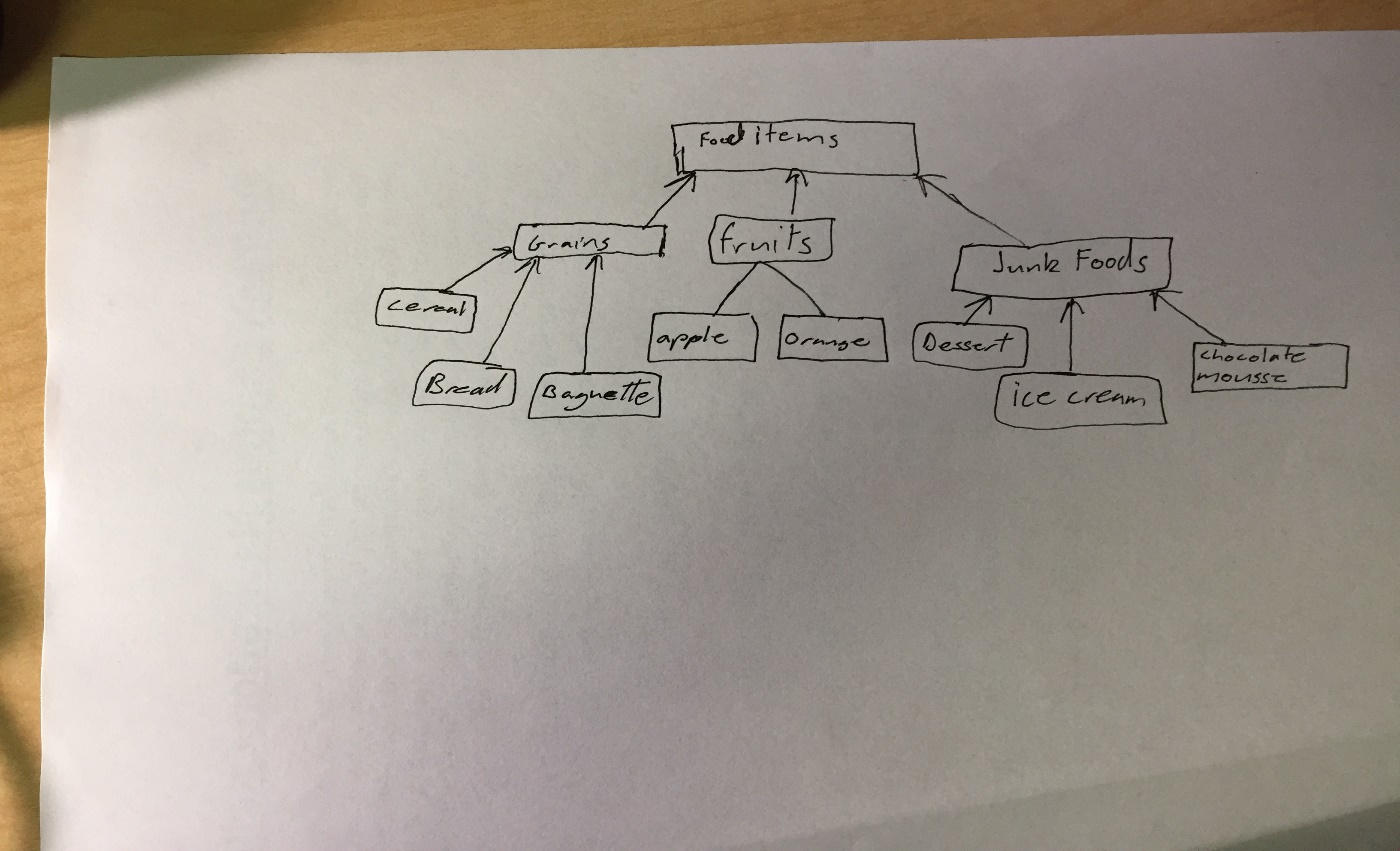 Food items
Grains
fruits
Junk Foods
Cereal
apple
Orange
Dessert
chocolate
mousse
Bread
Baguette
ice cream